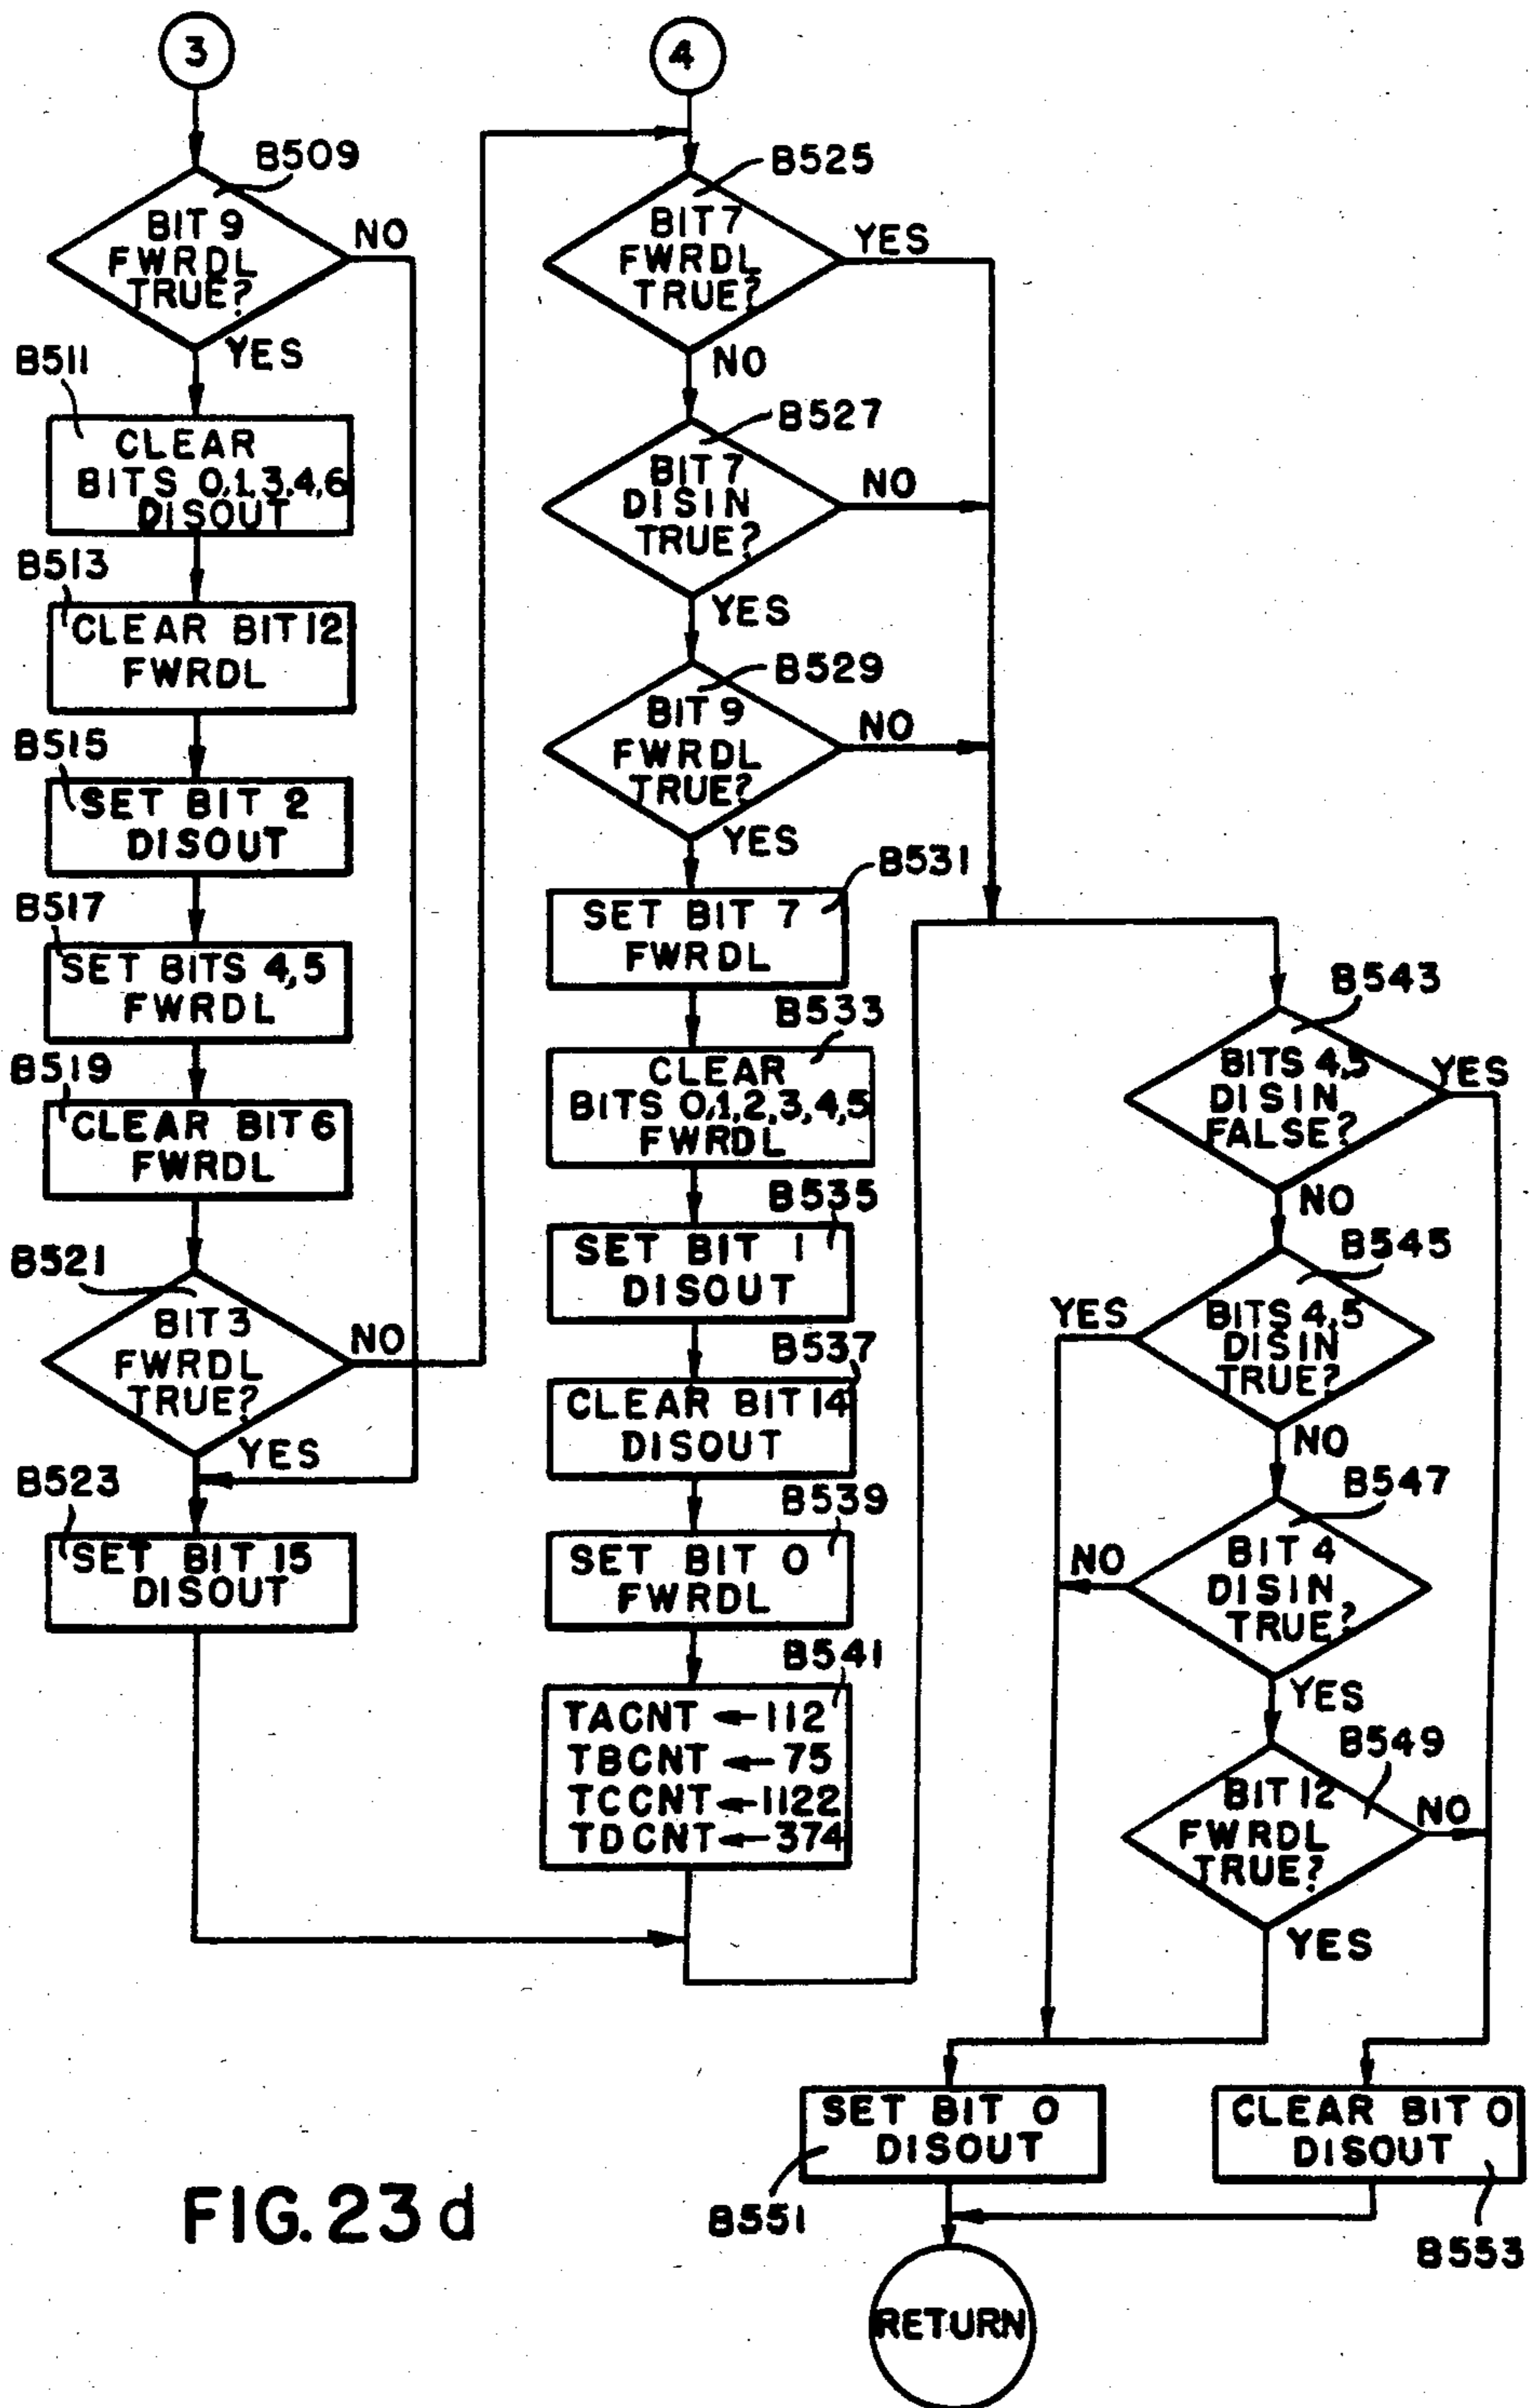 3
B509
BIT 9
FWRDL
TRUE?
NO
YES
B511
CLEAR
BITS 0,1,3,4,6
DISOUT
B513
CLEAR BIT 12
FWRDL
B515
SET BIT 2
DISOUT
B517
SET BITS 4,5
FWRDL
B519
CLEAR BIT 6
FWRDL
B521
BIT 3
FWRDL
TRUE?
NO
YES
B523
SET BIT 15
DISOUT
4
B525
BIT 7
FWRDL
TRUE?
YES
NO
B527
BIT 7
DISIN
TRUE?
NO
YES
B529
BIT 9
FWRDL
TRUE?
NO
YES
B531
SET BIT 7
FWRDL
B533
CLEAR
BITS 0,1,2,3,4,5
FWRDL
B535
SET BIT 1
DISOUT
B537
CLEAR BIT 14
DISOUT
B539
SET BIT 0
FWRDL
B541
TACNT ← 112
TBCNT ← 75
TCCNT ← 1122
TDCNT ← 374
B543
BITS 4,5
DISIN
FALSE?
YES
NO
B545
BITS 4,5
DISIN
TRUE?
YES
NO
B547
BIT 4
DISIN
TRUE?
NO
YES
B549
BIT 12
FWRDL
TRUE?
NO
YES
SET BIT 0
DISOUT
B551
CLEAR BIT 0
DISOUT
B553
RETURN
FIG. 23d